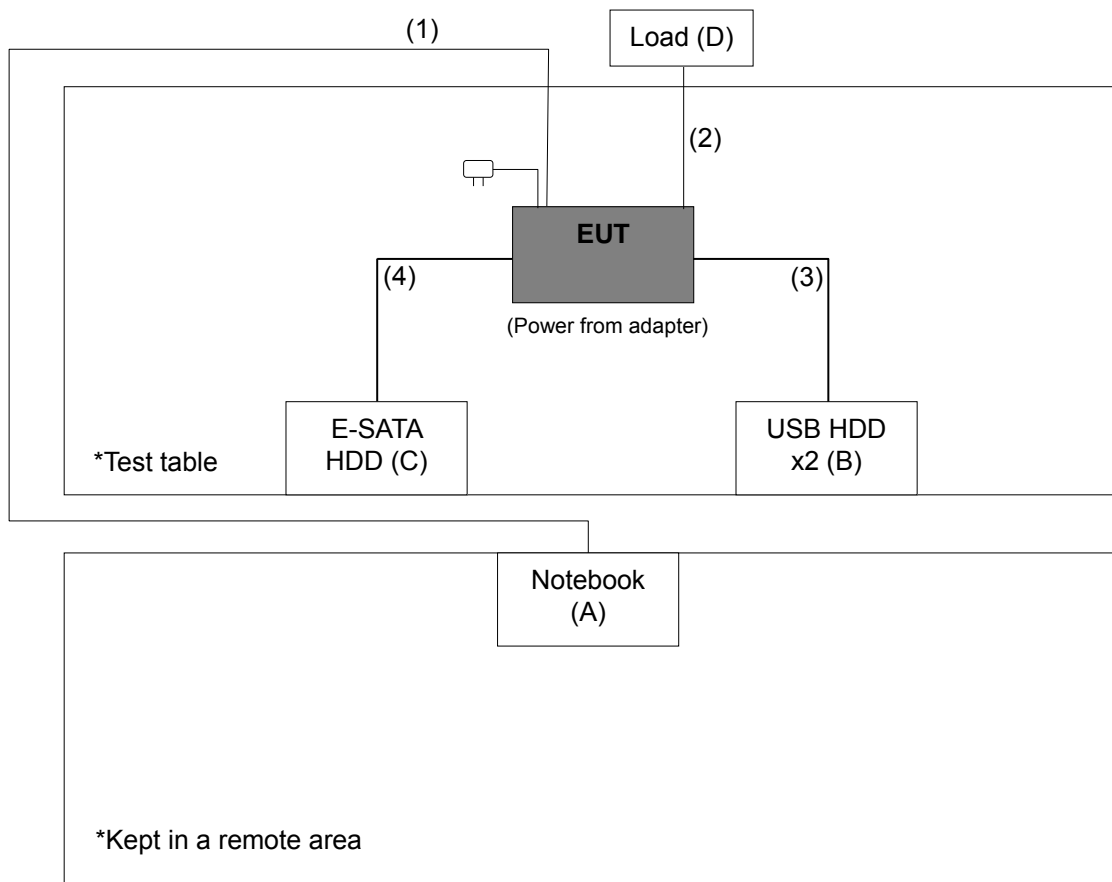 (1)
Load (D)
(2)
EUT
(4)
(3)
(Power from adapter)
E-SATA
HDD (C)
USB HDD
x2 (B)
*Test table
Notebook
(A)
*Kept in a remote area